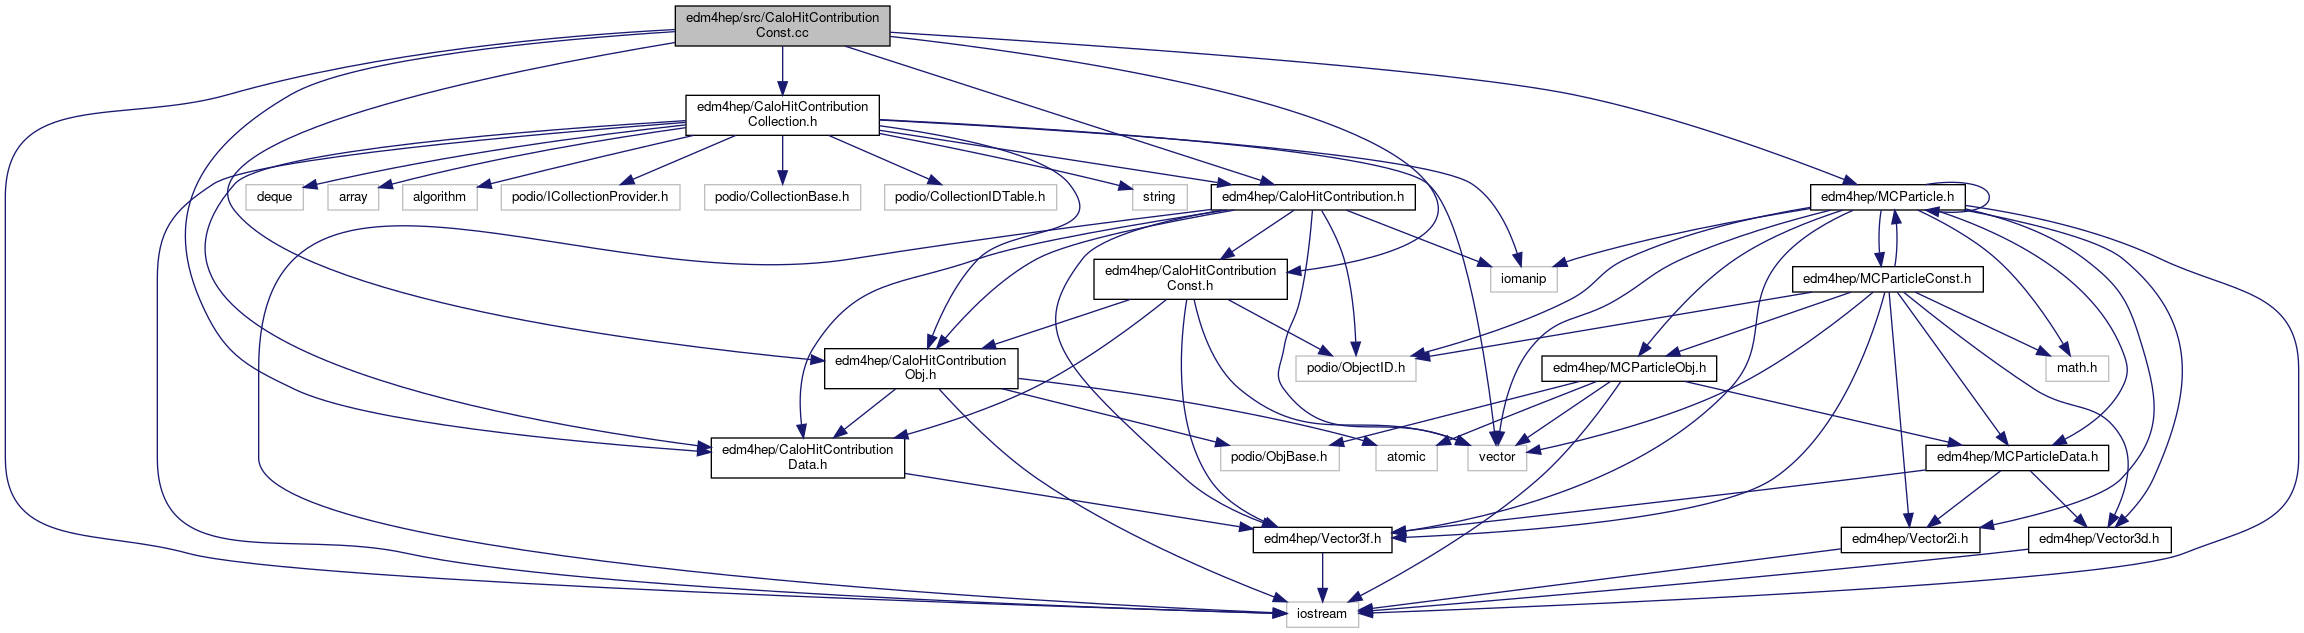 edm4hep/src/CaloHitContribution
Const.cc
edm4hep/CaloHitContribution
Collection.h
deque
array
algorithm
podio/ICollectionProvider.h
podio/CollectionBase.h
podio/CollectionIDTable.h
string
edm4hep/CaloHitContribution.h
edm4hep/MCParticle.h
edm4hep/CaloHitContribution
Const.h
iomanip
edm4hep/MCParticleConst.h
edm4hep/CaloHitContribution
Obj.h
podio/ObjectID.h
edm4hep/MCParticleObj.h
math.h
edm4hep/CaloHitContribution
Data.h
podio/ObjBase.h
atomic
vector
edm4hep/MCParticleData.h
edm4hep/Vector3f.h
edm4hep/Vector2i.h
edm4hep/Vector3d.h
iostream